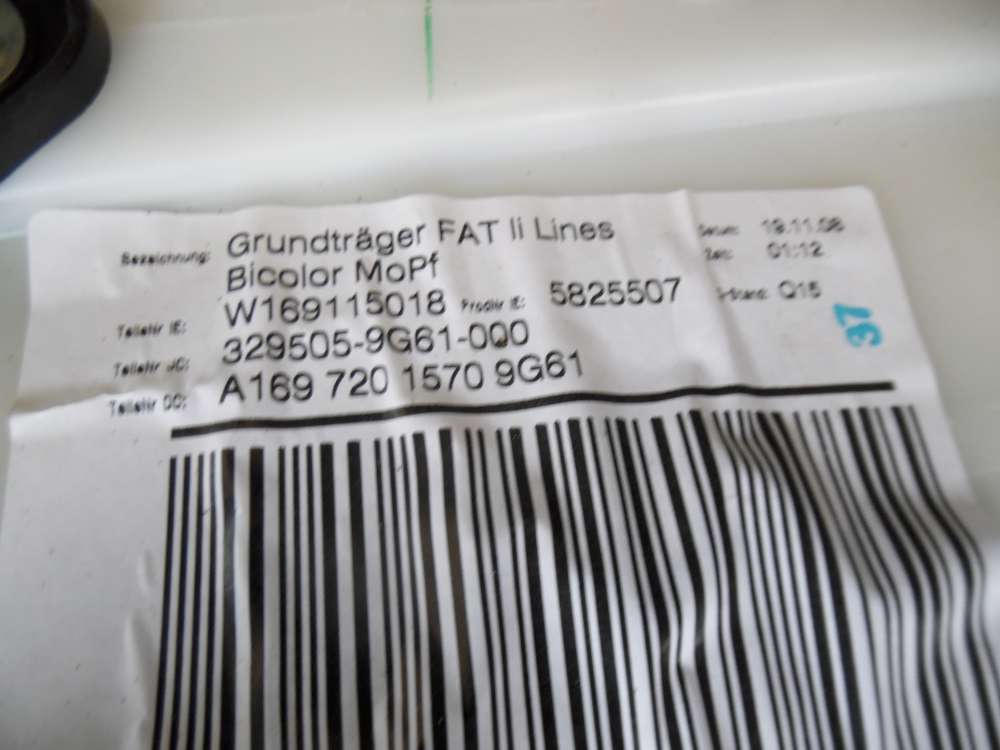 Bezeichnung: Grundträger FAT li Lines
Bicolor MoPf
Teilenr IE: W169115018 Prodnr IE: 5825507
Teilenr JC: 329505-9G61-000
Teilenr DC: A169 720 1570 9G61
Datum: 19.11.08
Zeit: 01:12
Q15
37